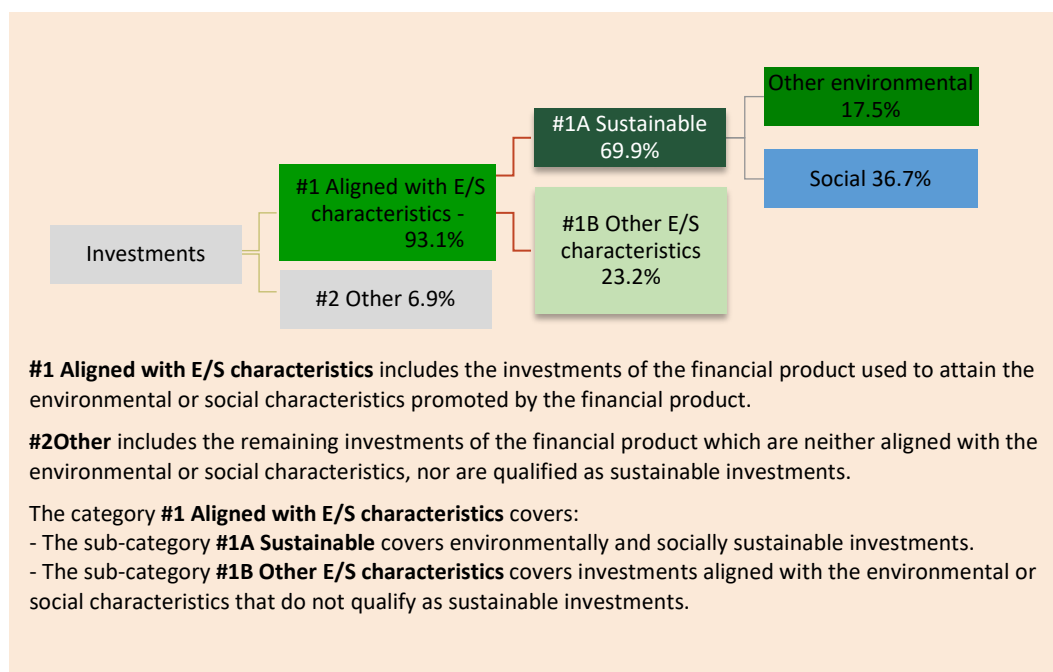 Other environmental
17.5%
#1A Sustainable
69.9%
Social 36.7%
#1 Aligned with E/S
characteristics -
93.1%
#1B Other E/S
characteristics
23.2%
Investments
#2 Other 6.9%
#1 Aligned with E/S characteristics includes the investments of the financial product used to attain the
environmental or social characteristics promoted by the financial product.
#2Other includes the remaining investments of the financial product which are neither aligned with the
environmental or social characteristics, nor are qualified as sustainable investments.
The category #1 Aligned with E/S characteristics covers:
- The sub-category #1A Sustainable covers environmentally and socially sustainable investments.
- The sub-category #1B Other E/S characteristics covers investments aligned with the environmental or
social characteristics that do not qualify as sustainable investments.